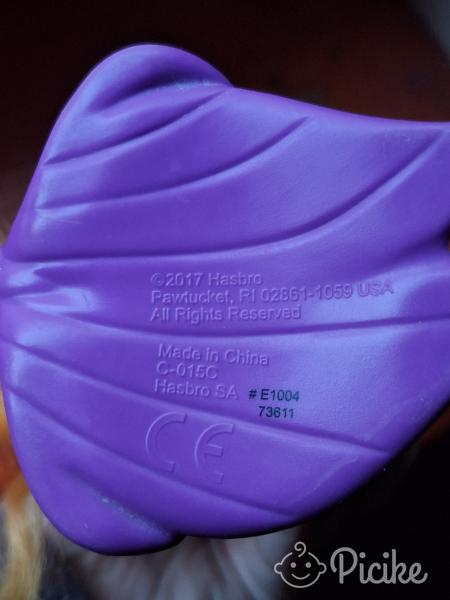 ©2017 Hasbro
Pawtucket, RI 02861-1059 USA
All Rights Reserved
Made in China
C-015C
Hasbro SA # E1004
73611
CE
Picike